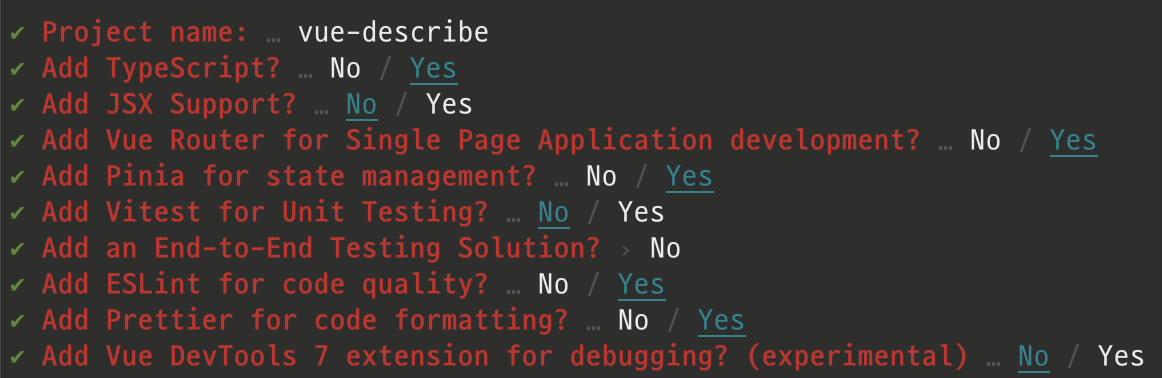 ✔ Project name: … vue-describe
✔ Add TypeScript? … No / Yes
✔ Add JSX Support? … No / Yes
✔ Add Vue Router for Single Page Application development? … No / Yes
✔ Add Pinia for state management? … No / Yes
✔ Add Vitest for Unit Testing? … No / Yes
✔ Add an End-to-End Testing Solution? › No
✔ Add ESLint for code quality? … No / Yes
✔ Add Prettier for code formatting? … No / Yes
✔ Add Vue DevTools 7 extension for debugging? (experimental) … No / Yes